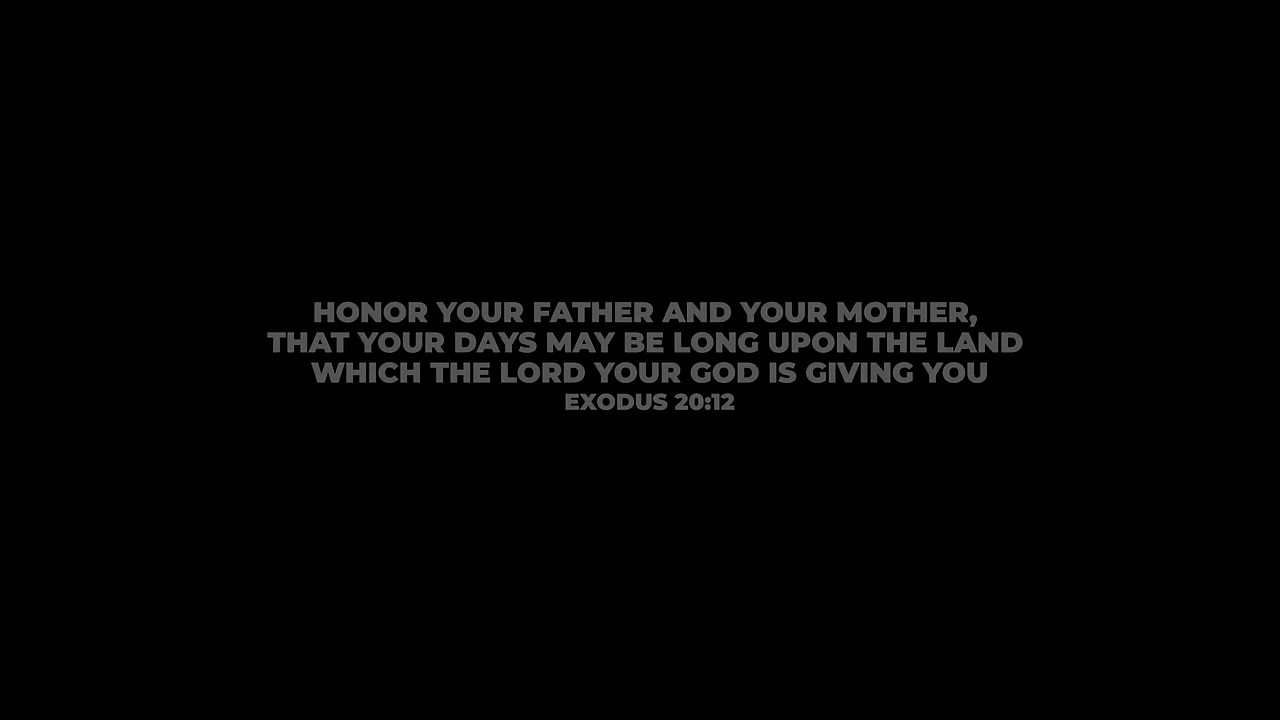 HONOR YOUR FATHER AND YOUR MOTHER,
THAT YOUR DAYS MAY BE LONG UPON THE LAND
WHICH THE LORD YOUR GOD IS GIVING YOU
EXODUS 20:12